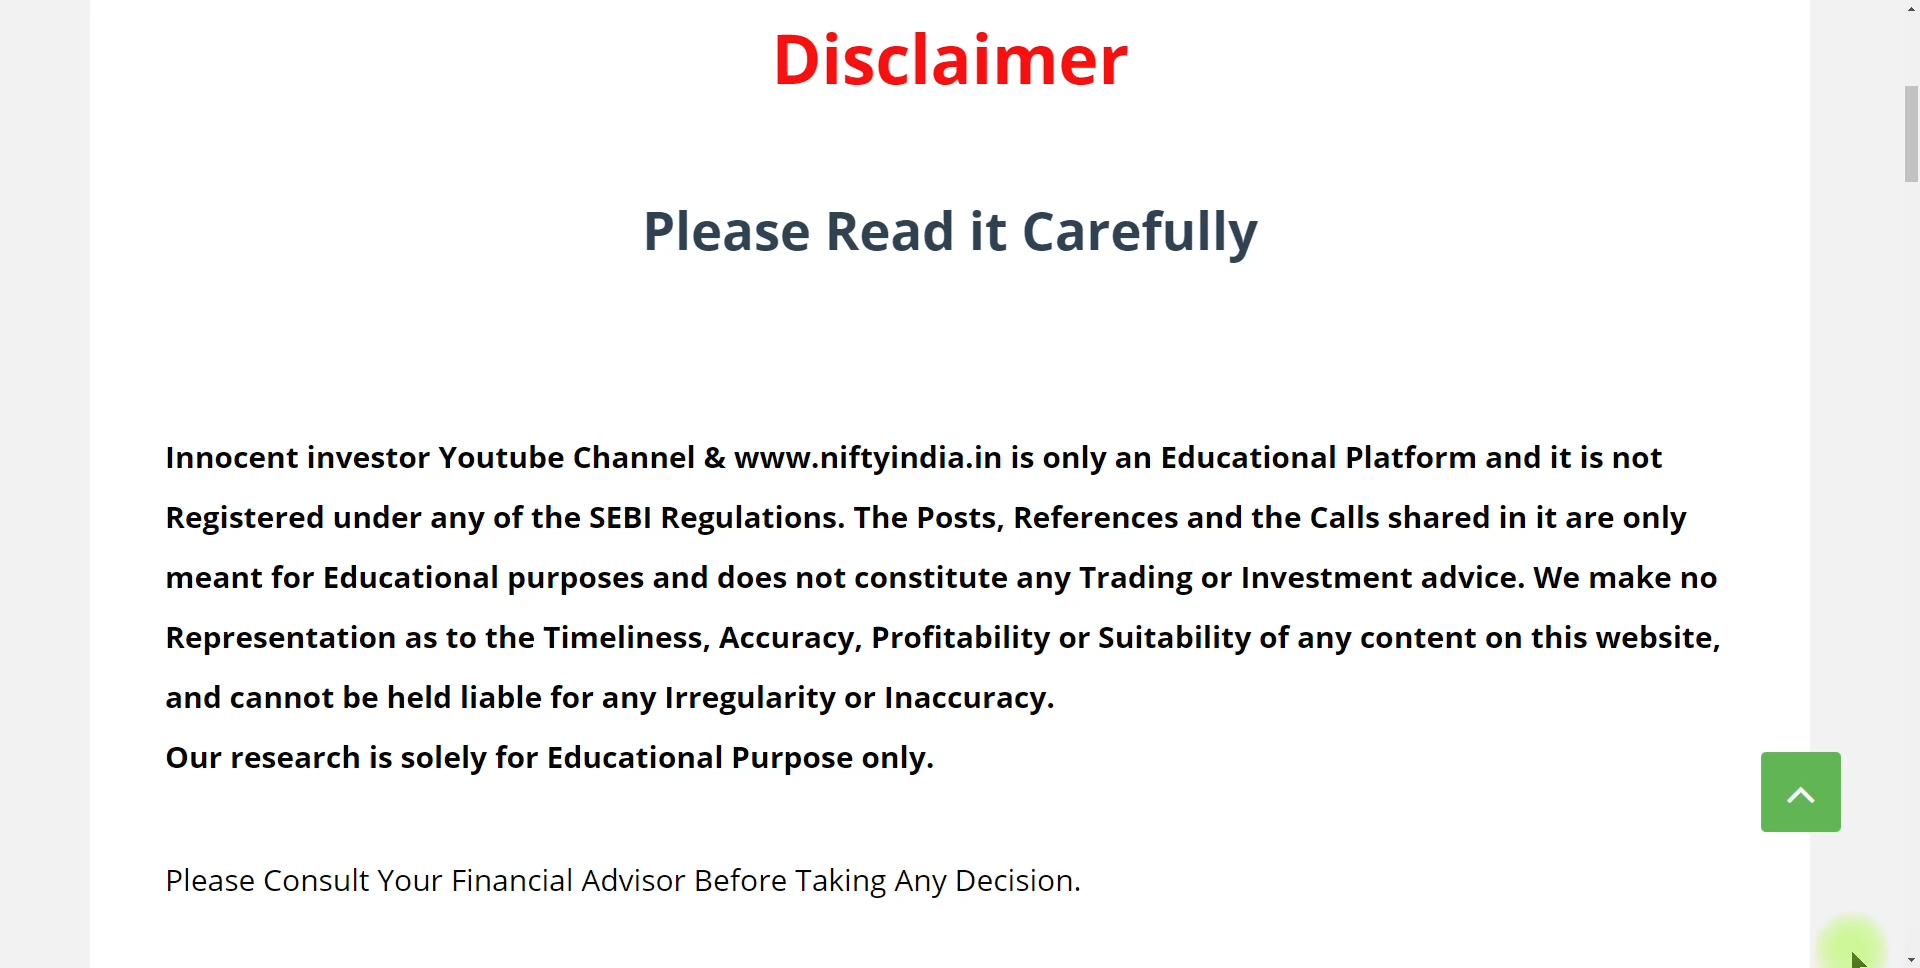 Disclaimer
Please Read it Carefully
Innocent investor Youtube Channel & www.niftyindia.in is only an Educational Platform and it is not
Registered under any of the SEBI Regulations. The Posts, References and the Calls shared in it are only
meant for Educational purposes and does not constitute any Trading or Investment advice. We make no
Representation as to the Timeliness, Accuracy, Profitability or Suitability of any content on this website,
and cannot be held liable for any Irregularity or Inaccuracy.
Our research is solely for Educational Purpose only.
Please Consult Your Financial Advisor Before Taking Any Decision.